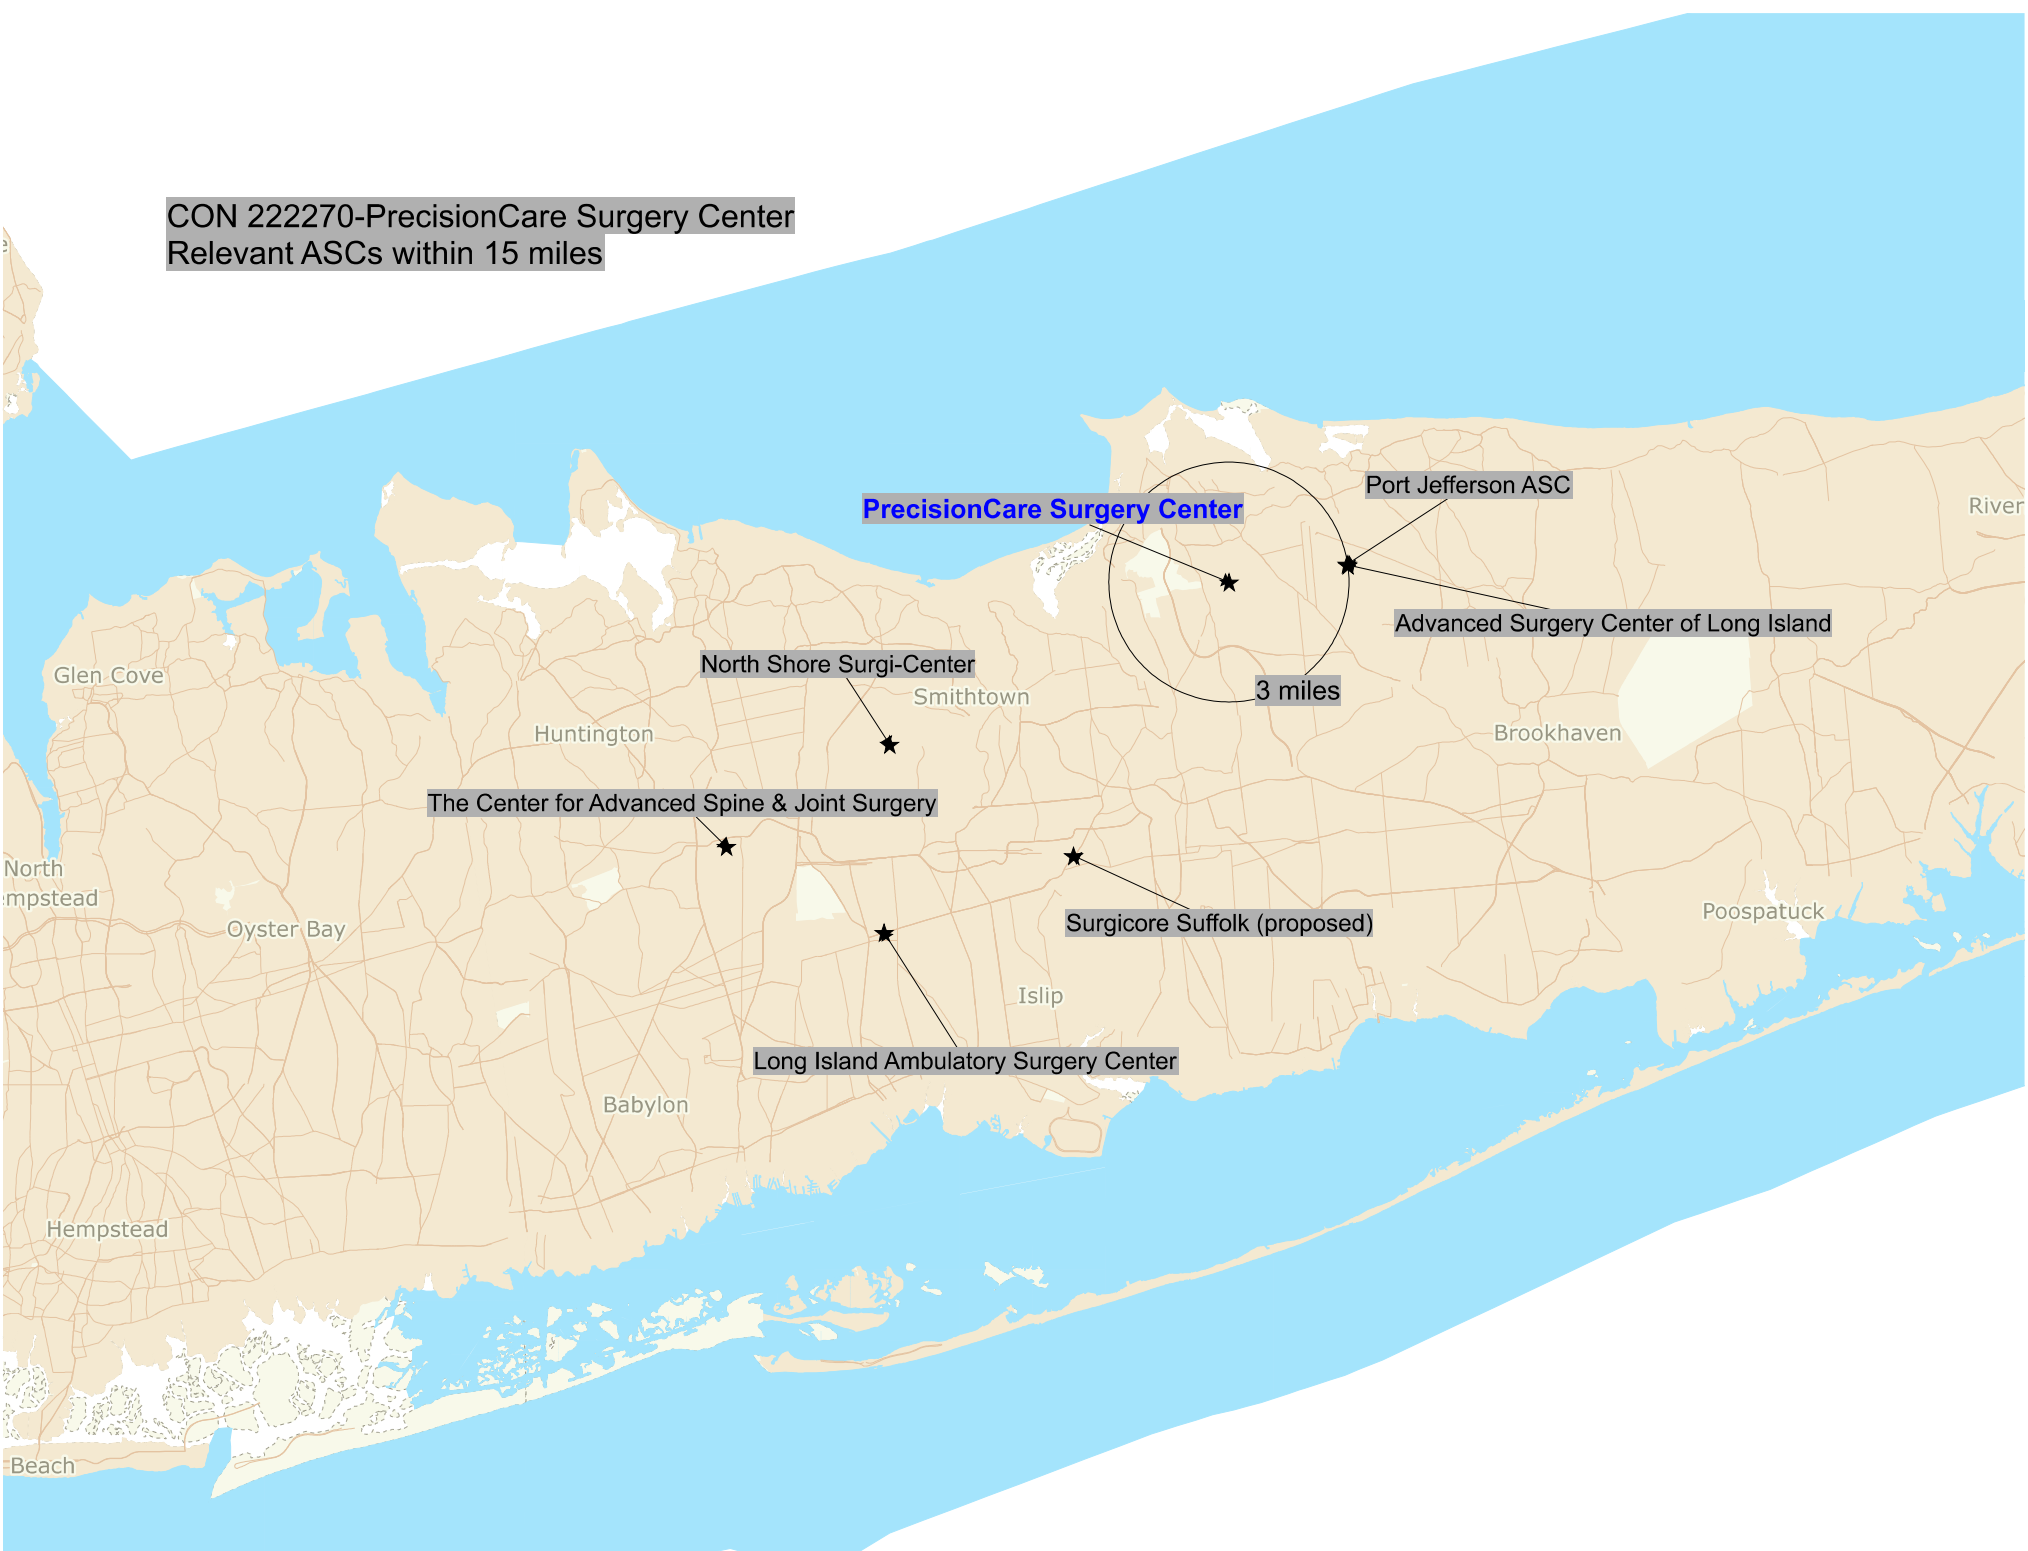 CON 222270-PrecisionCare Surgery Center
Relevant ASCs within 15 miles
Port Jefferson ASC
River
PrecisionCare Surgery Center
Advanced Surgery Center of Long Island
North Shore Surgi-Center
Glen Cove
3 miles
Smithtown
Huntington
Brookhaven
The Center for Advanced Spine & Joint Surgery
North
empstead
Poospatuck
Surgicore Suffolk (proposed)
Oyster Bay
Islip
Long Island Ambulatory Surgery Center
Babylon
Hempstead
Beach